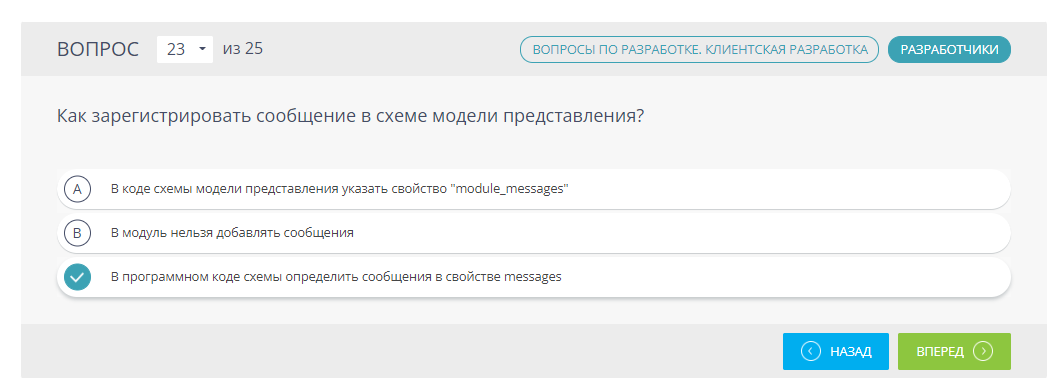 ВОПРОС 23 из 25
ВОПРОСЫ ПО РАЗРАБОТКЕ. КЛИЕНТСКАЯ РАЗРАБОТКА
РАЗРАБОТЧИКИ
Как зарегистрировать сообщение в схеме модели представления?
A В коде схемы модели представления указать свойство "module_messages"
B В модуль нельзя добавлять сообщения
В программном коде схемы определить сообщения в свойстве messages
НАЗАД
ВПЕРЕД